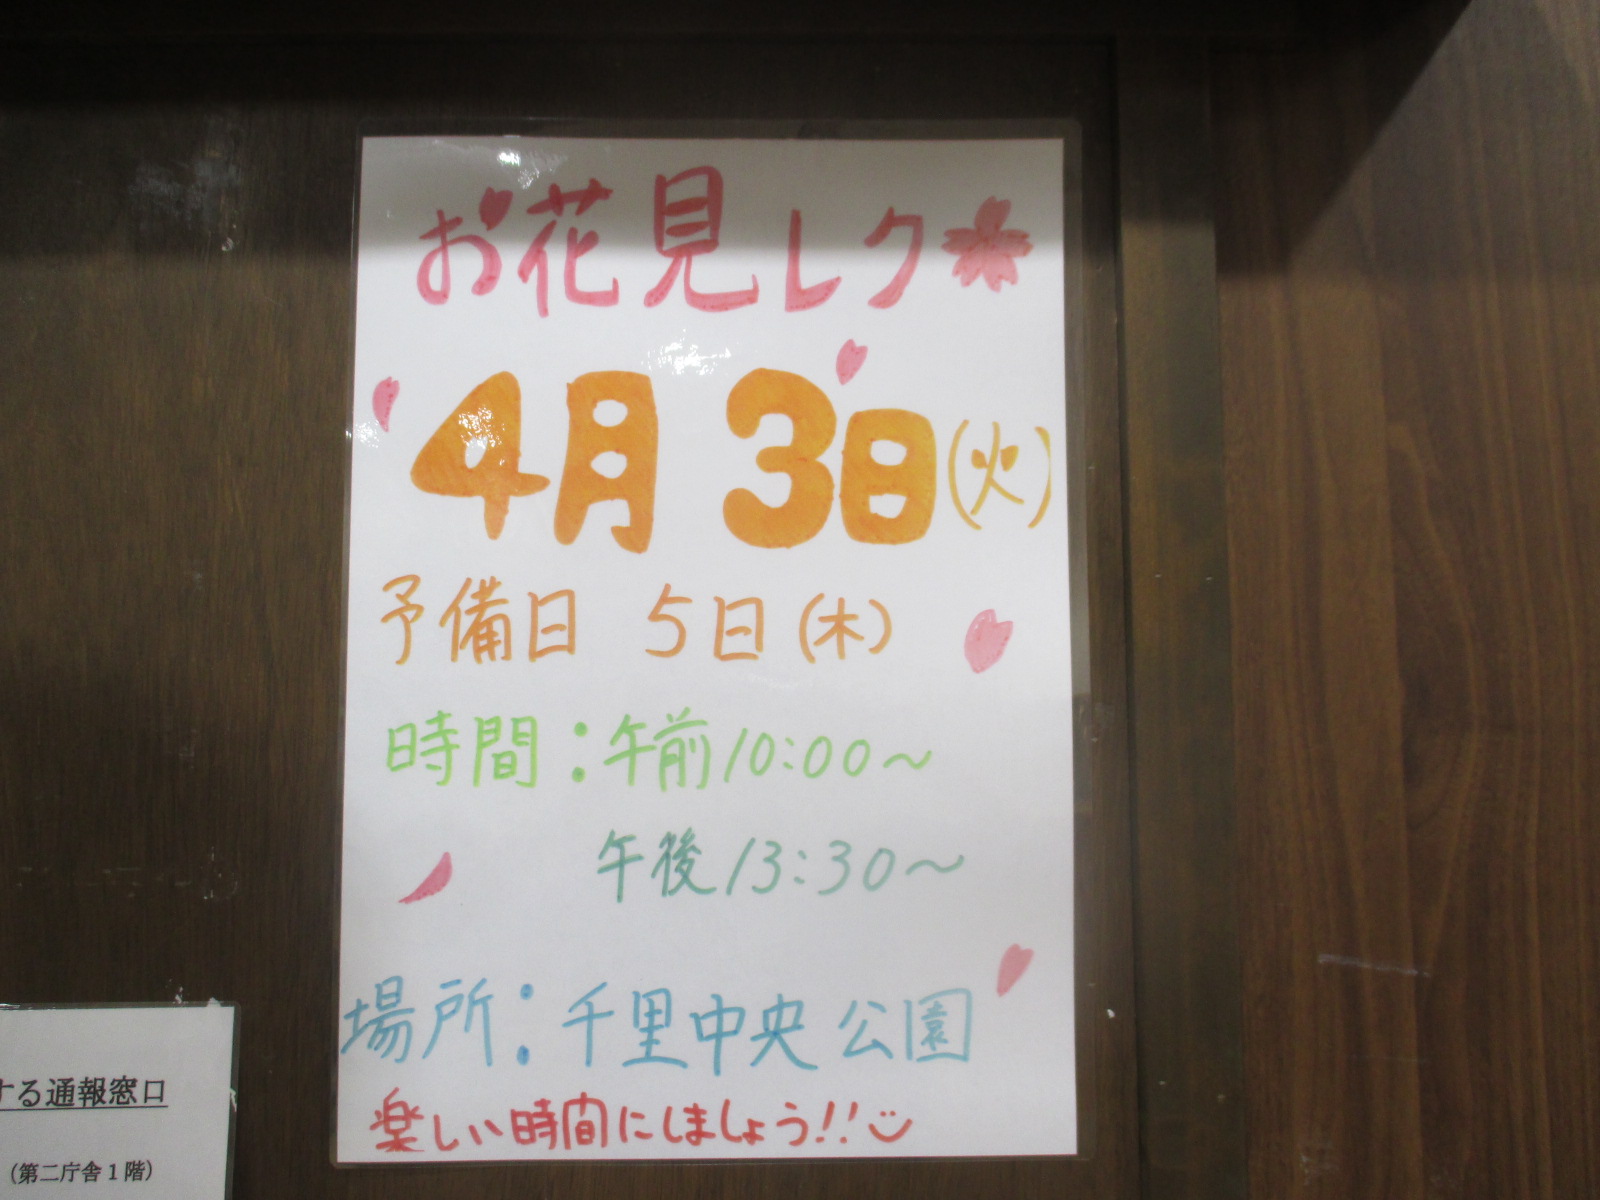 お花見レク
4月3日(火)
予備日 5日(木)
時間:午前10:00～
午後13:30～
場所:千里中央公園
楽しい時間にしましょう!!
する通報窓口
(第二庁舎1階)